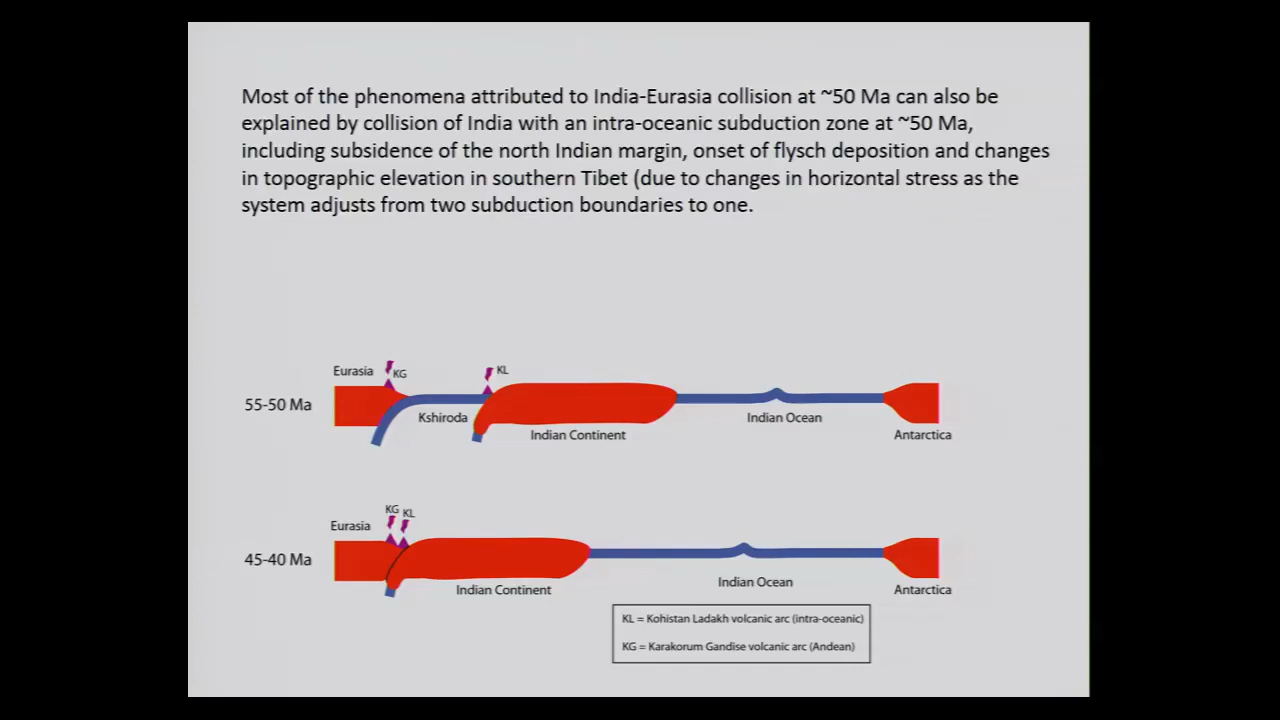 Most of the phenomena attributed to India-Eurasia collision at ~50 Ma can also be
explained by collision of India with an intra-oceanic subduction zone at ~50 Ma,
including subsidence of the north Indian margin, onset of flysch deposition and changes
in topographic elevation in southern Tibet (due to changes in horizontal stress as the
system adjusts from two subduction boundaries to one.
Eurasia
KG
KL
55-50 Ma
Kshiroda
Indian Continent
Indian Ocean
Antarctica
KG
KL
Eurasia
45-40 Ma
Indian Continent
Indian Ocean
Antarctica
KL = Kohistan Ladakh volcanic arc (intra-oceanic)
KG = Karakorum Gandise volcanic arc (Andean)